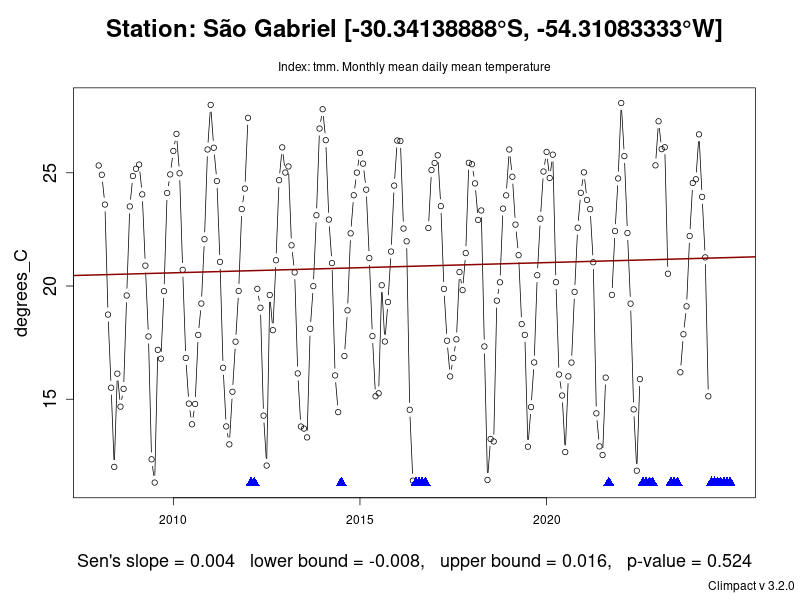 Station: São Gabriel [-30.34138888°S, -54.31083333°W]
Index: tmm. Monthly mean daily mean temperature
degrees_C
25
20
15
2010 2015 2020
Sen's slope = 0.004 lower bound = -0.008, upper bound = 0.016, p-value = 0.524
Climpact v 3.2.0